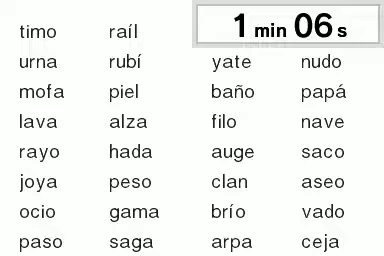 1 min 06 s
timo raíl
urna rubí yate nudo
mofa piel baño papá
lava alza filo nave
rayo hada auge saco
joya peso clan aseo
ocio gama brío vado
paso saga arpa ceja